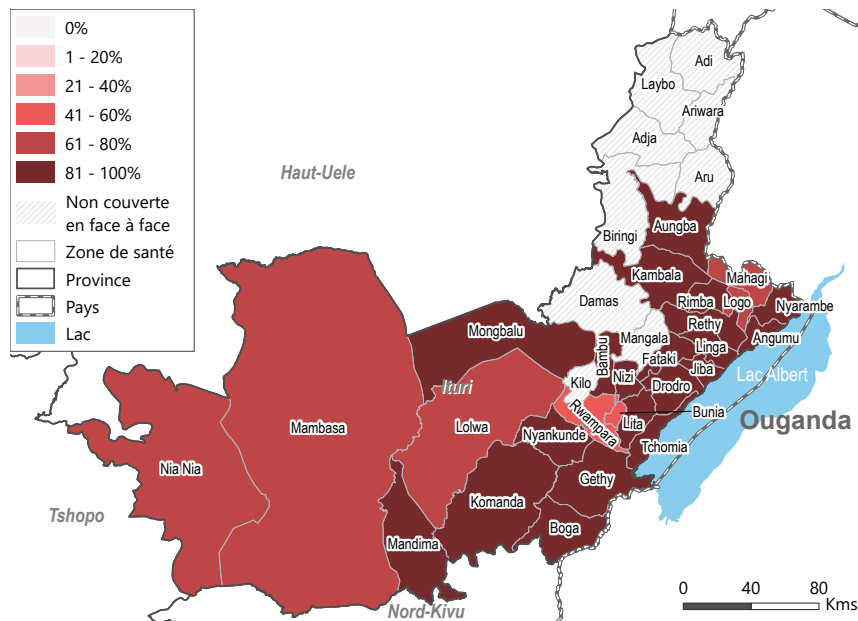 0%
1 - 20%
21 - 40%
41 - 60%
61 - 80%
81 - 100%
Non couverte
en face à face
Zone de santé
Province
Pays
Lac
Haut-Uele
Adi
Laybo
Ariwara
Adja
Aru
Biringi
Aungba
Kambala
Mahagi
Damas
Rimba
Logo
Nyarambe
Mongbalu
Rethy
Angumu
Mangala
Linga
Bambu
Fataki
Jiba
Lac Albert
Kilo
Nizi
Drodro
Ituri
Bunia
Ouganda
Mambasa
Lolwa
Rwampara
Lita
Nyankunde
Tchomia
Nia Nia
Gethy
Komanda
Tshopo
Boga
Mandima
Nord-Kivu
0 40 80
Kms